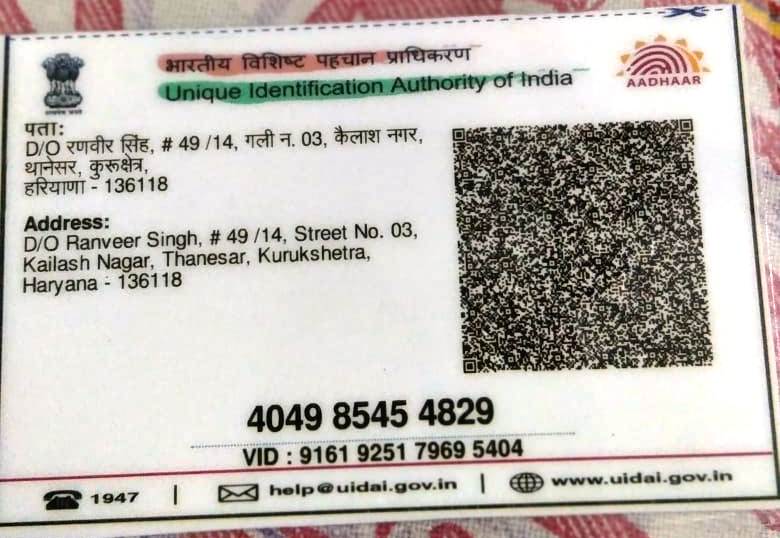 भारतीय विशिष्ट पहचान प्राधिकरण
Unique Identification Authority of India
AADHAAR
पता:
D/O रणवीर सिंह, # 49 /14, गली न. 03, कैलाश नगर,
थानेसर, कुरूक्षेत्र,
हरियाणा - 136118
Address:
D/O Ranveer Singh, # 49 /14, Street No. 03,
Kailash Nagar, Thanesar, Kurukshetra,
Haryana - 136118
4049 8545 4829
VID : 9161 9251 7969 5404
1947 | help@uidai.gov.in | www.uidai.gov.in